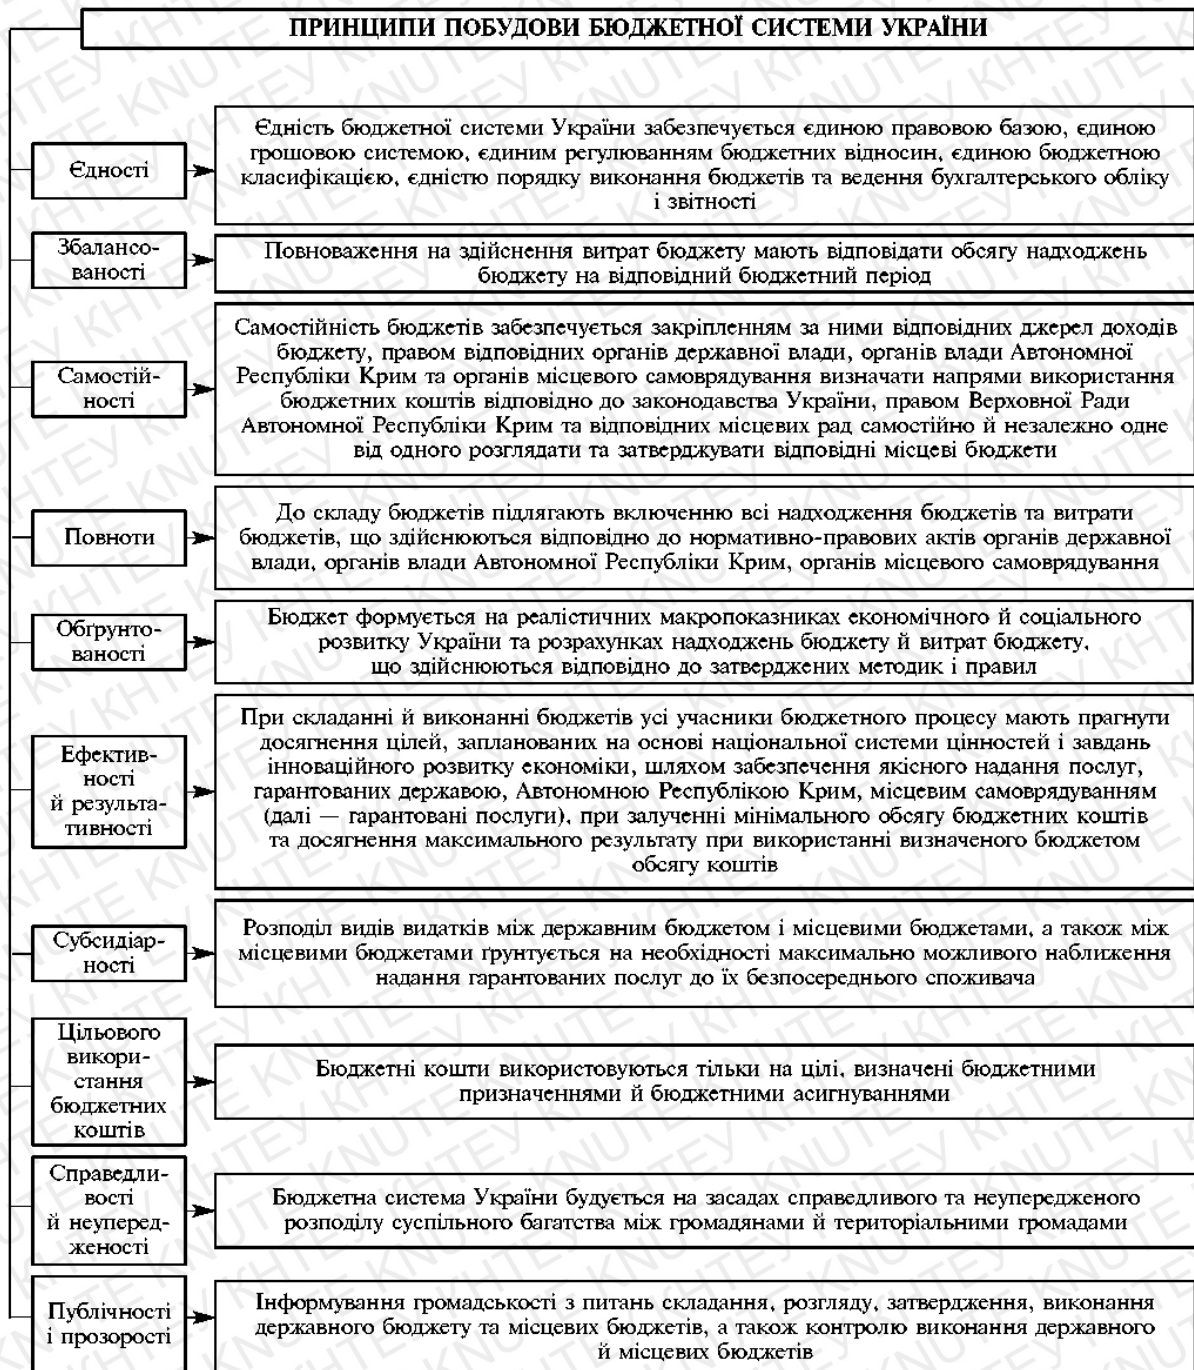 ПРИНЦИПИ ПОБУДОВИ БЮДЖЕТНОЇ СИСТЕМИ УКРАЇНИ
Єдності
Єдність бюджетної системи України забезпечується єдиною правовою базою, єдиною
грошовою системою, єдиним регулюванням бюджетних відносин, єдиною бюджетною
класифікацією, єдністю порядку виконання бюджетів та ведення бухгалтерського обліку
і звітності
Збалансо-
ваності
Повноваження на здійснення витрат бюджету мають відповідати обсягу надходжень
бюджету на відповідний бюджетний період
Самостій-
ності
Самостійність бюджетів забезпечується закріпленням за ними відповідних джерел доходів
бюджету, правом відповідних органів державної влади, органів влади Автономної
Республіки Крим та органів місцевого самоврядування визначати напрями використання
бюджетних коштів відповідно до законодавства України, правом Верховної Ради
Автономної Республіки Крим та відповідних місцевих рад самостійно й незалежно одне
від одного розглядати та затверджувати відповідні місцеві бюджети
Повноти
До складу бюджетів підлягають включенню всі надходження бюджетів та витрати
бюджетів, що здійснюються відповідно до нормативно-правових актів органів державної
влади, органів влади Автономної Республіки Крим, органів місцевого самоврядування
Обґрунто-
ваності
Бюджет формується на реалістичних макропоказниках економічного й соціального
розвитку України та розрахунках надходжень бюджету й витрат бюджету,
що здійснюються відповідно до затверджених методик і правил
Ефектив-
ності
й результа-
тивності
При складанні й виконанні бюджетів усі учасники бюджетного процесу мають прагнути
досягнення цілей, запланованих на основі національної системи цінностей і завдань
інноваційного розвитку економіки, шляхом забезпечення якісного надання послуг,
гарантованих державою, Автономною Республікою Крим, місцевим самоврядуванням
(далі — гарантовані послуги), при залученні мінімального обсягу бюджетних коштів
та досягнення максимального результату при використанні визначеного бюджетом
обсягу коштів
Субсидіар-
ності
Розподіл видів видатків між державним бюджетом і місцевими бюджетами, а також між
місцевими бюджетами ґрунтується на необхідності максимально можливого наближення
надання гарантованих послуг до їх безпосереднього споживача
Цільового
викори-
стання
бюджетних
коштів
Бюджетні кошти використовуються тільки на цілі, визначені бюджетними
призначеннями й бюджетними асигнуваннями
Справедли-
вості
й неуперед-
женості
Бюджетна система України будується на засадах справедливого та неупередженого
розподілу суспільного багатства між громадянами й територіальними громадами
Публічності
і прозорості
Інформування громадськості з питань складання, розгляду, затвердження, виконання
державного бюджету та місцевих бюджетів, а також контролю виконання державного
й місцевих бюджетів